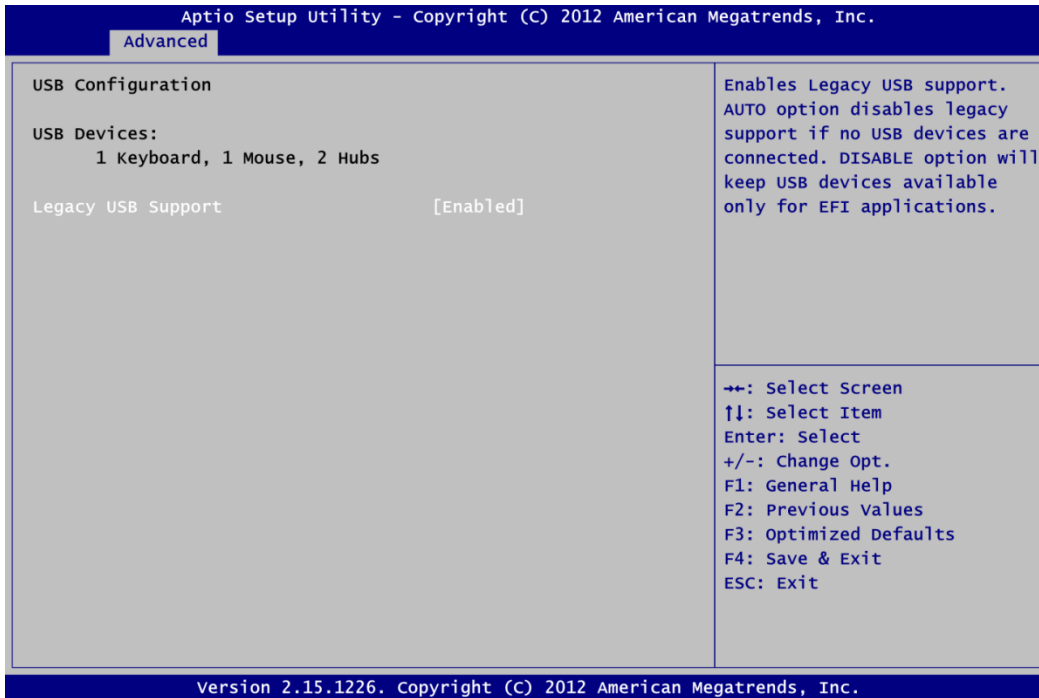 Aptio Setup Utility - Copyright (C) 2012 American Megatrends, Inc.
Advanced
USB Configuration
USB Devices:
1 Keyboard, 1 Mouse, 2 Hubs
Legacy USB Support [Enabled]
Enables Legacy USB support.
AUTO option disables legacy
support if no USB devices are
connected. DISABLE option will
keep USB devices available
only for EFI applications.
→←: Select Screen
↑↓: Select Item
Enter: Select
+/-: Change Opt.
F1: General Help
F2: Previous Values
F3: Optimized Defaults
F4: Save & Exit
ESC: Exit
Version 2.15.1226. Copyright (C) 2012 American Megatrends, Inc.